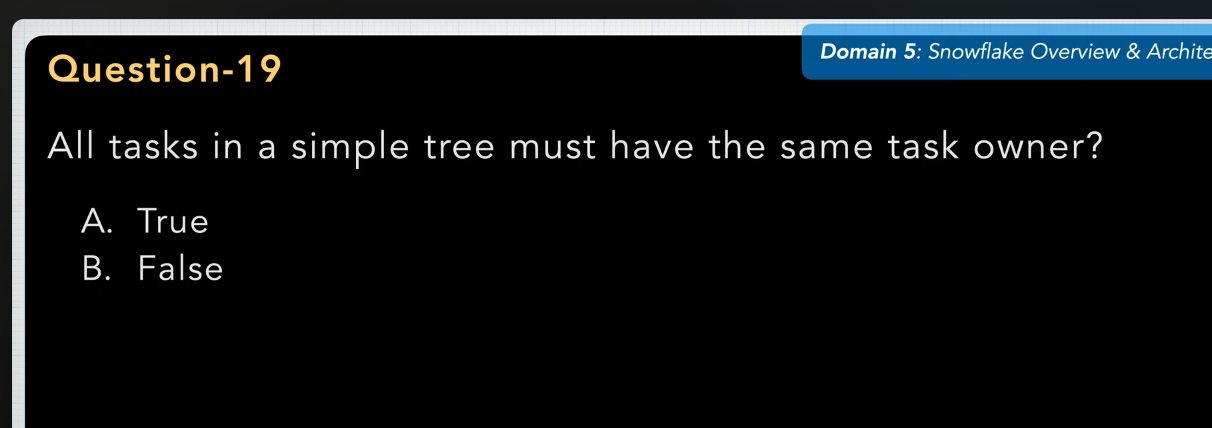 Domain 5: Snowflake Overview & Archite
Question-19
All tasks in a simple tree must have the same task owner?
A. True
B. False